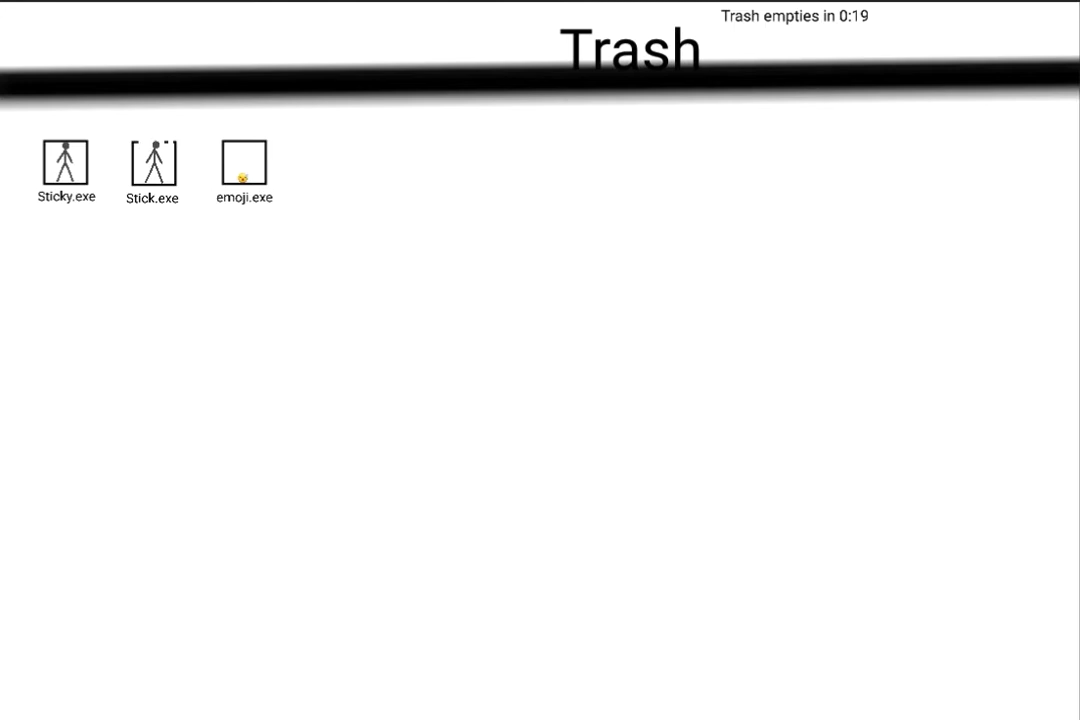 Trash empties in 0:19
Trash
Sticky.exe
Stick.exe
emoji.exe